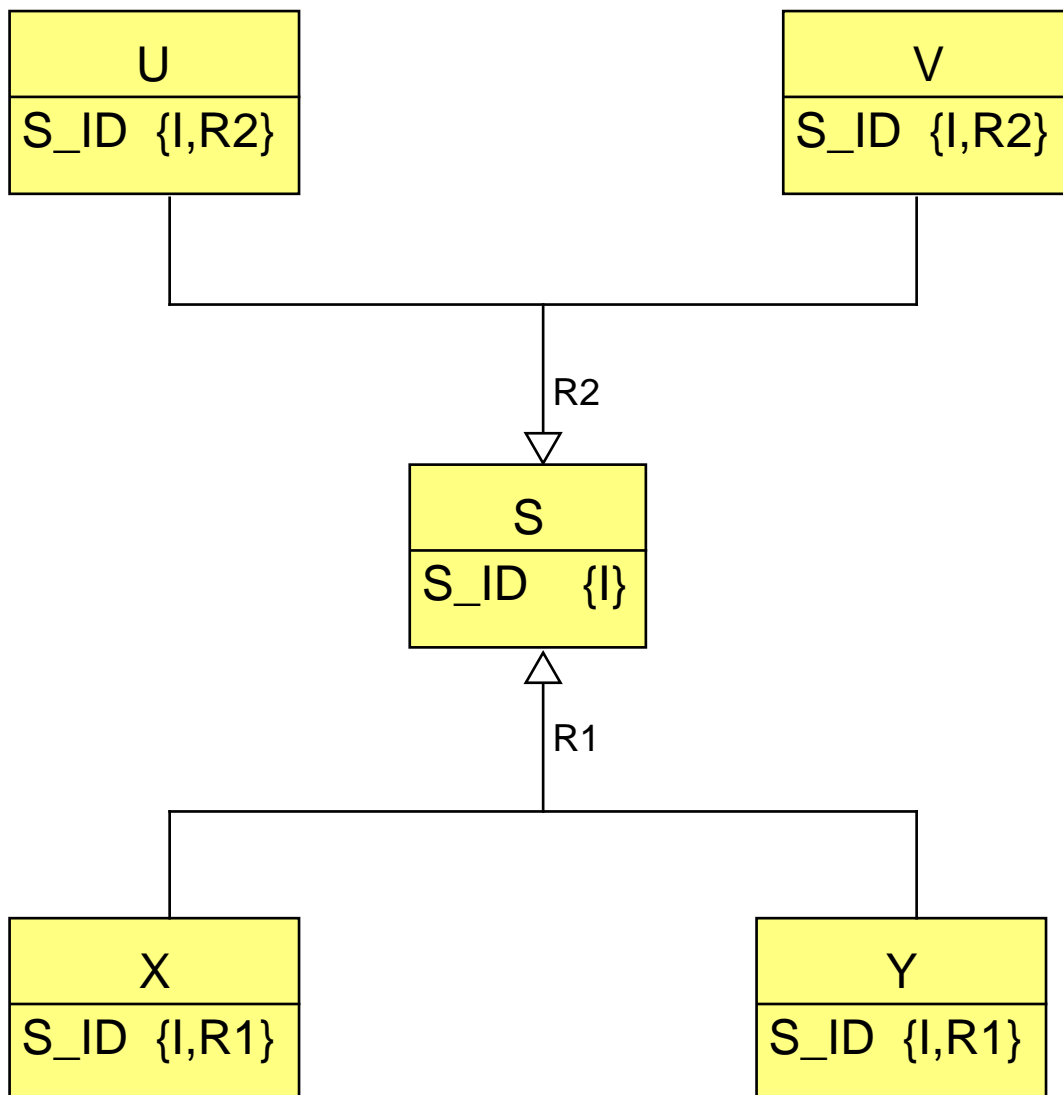 U
S_ID {I,R2}
V
S_ID {I,R2}
R2
S
S_ID {I}
R1
X
S_ID {I,R1}
Y
S_ID {I,R1}